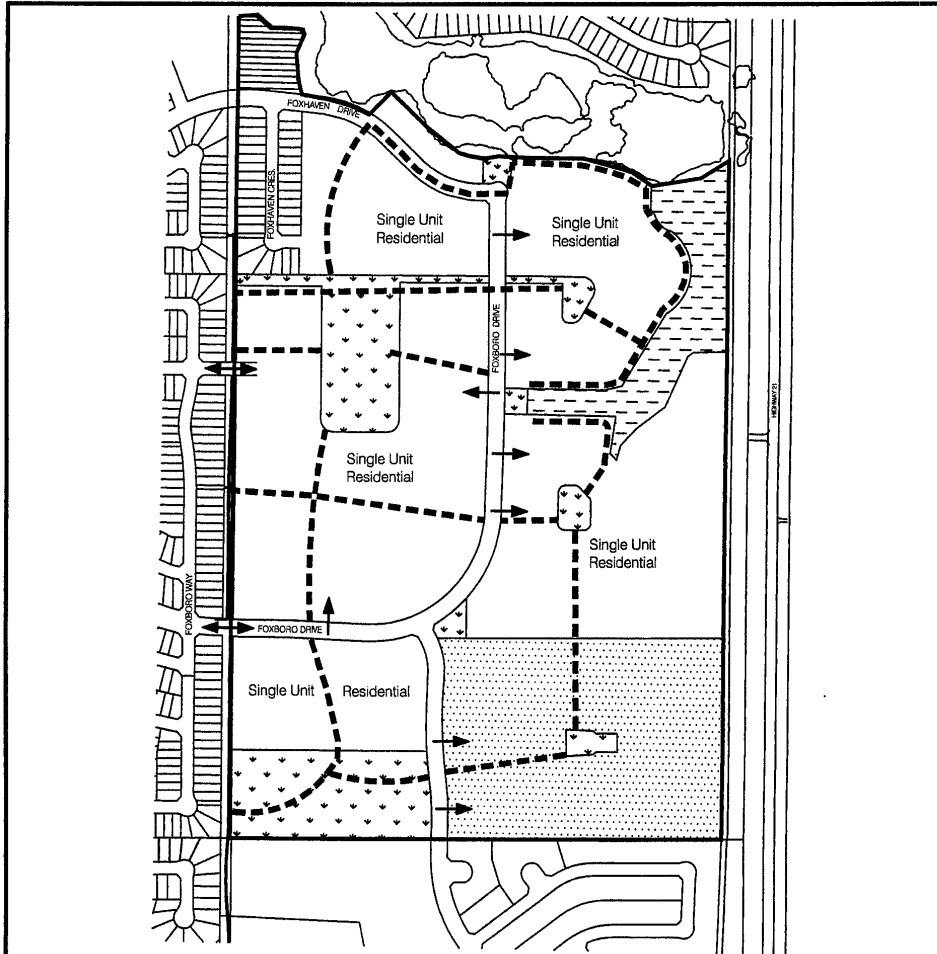 FOXHAVEN DRIVE
FOXHAVEN CRES.
Single Unit
Residential
Single Unit
Residential
FOXBORO DRIVE
HIGHWAY 21
Single Unit
Residential
Single Unit
Residential
FOXBORO WAY
FOXBORO DRIVE
Single Unit Residential